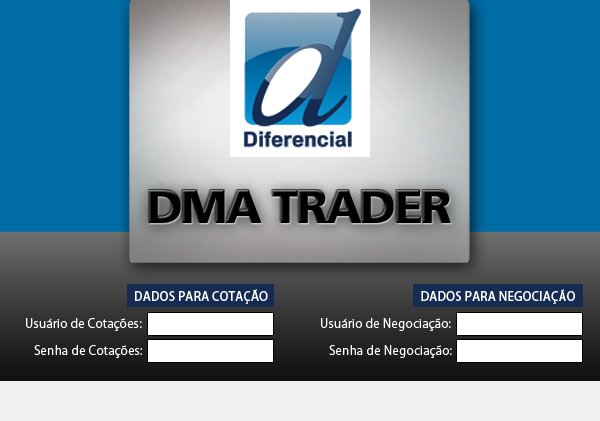 d
Diferencial
DMA TRADER
DADOS PARA COTAÇÃO
Usuário de Cotações:
Senha de Cotações:
DADOS PARA NEGOCIAÇÃO
Usuário de Negociação:
Senha de Negociação: